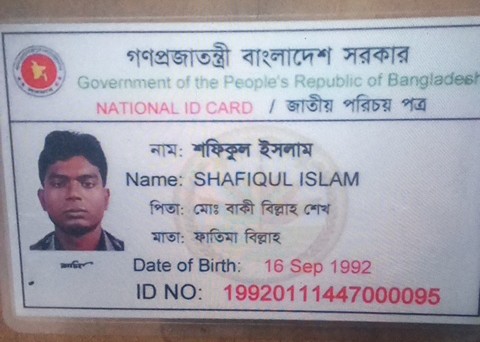 গণপ্রজাতন্ত্রী বাংলাদেশ সরকার
Government of the People's Republic of Bangladesh
NATIONAL ID CARD / জাতীয় পরিচয় পত্র
নাম: শফিকুল ইসলাম
Name: SHAFIQUL ISLAM
পিতা: মোঃ বাকী বিল্লাহ শেখ
মাতা: ফাতিমা বিল্লাহ
Date of Birth: 16 Sep 1992
ID NO: 19920111447000095